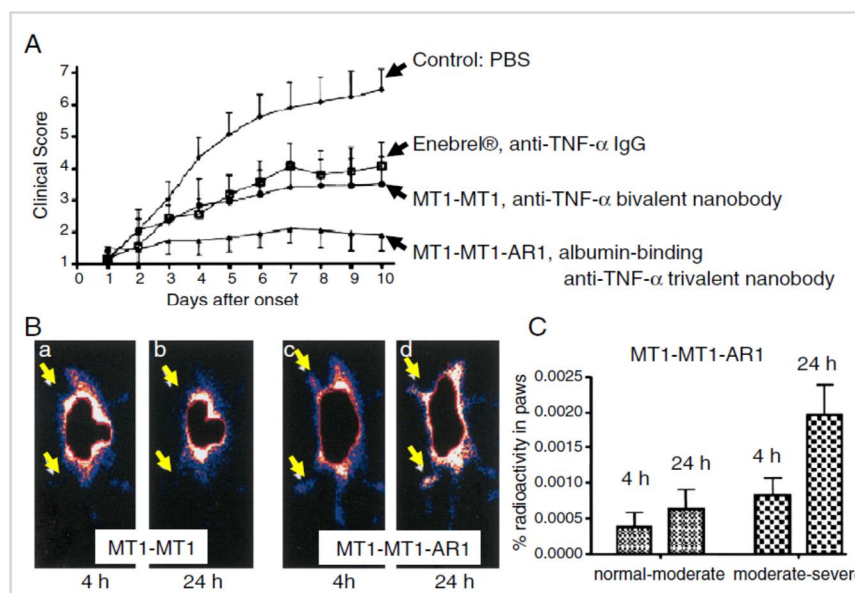 A
7
6
5
4
3
2
1
Clinical Score
0 1 2 3 4 5 6 7 8 9 10
Days after onset
Control: PBS
Enebrel®, anti-TNF-α IgG
MT1-MT1, anti-TNF-α bivalent nanobody
MT1-MT1-AR1, albumin-binding
anti-TNF-α trivalent nanobody
B
a b c d
MT1-MT1 MT1-MT1-AR1
4 h 24 h 4h 24 h
C
MT1-MT1-AR1
% radioactivity in paws
0.0025
0.0020
0.0015
0.0010
0.0005
0.0000
4 h 24 h 4 h 24 h
normal-moderate moderate-severe